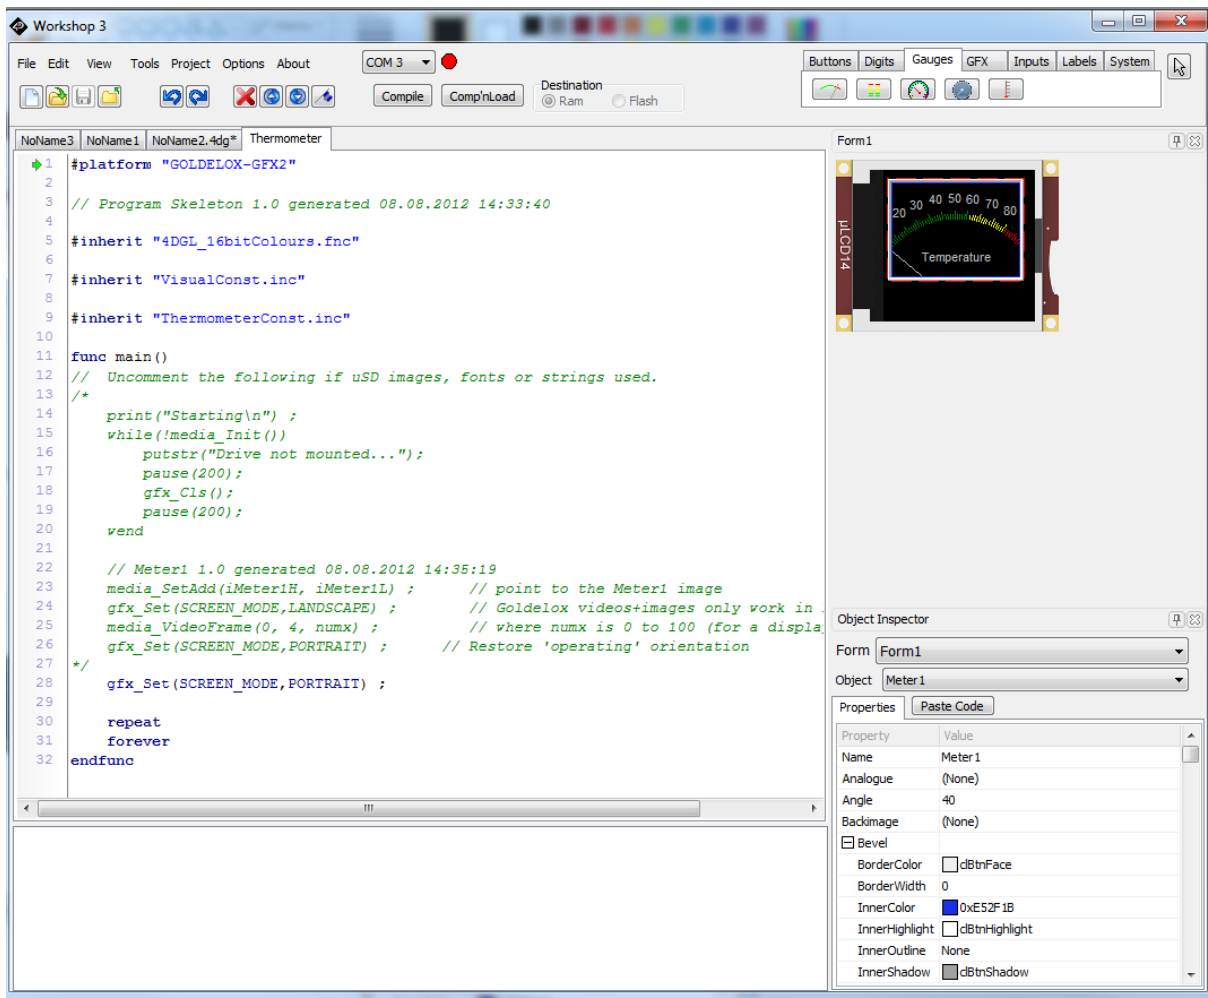 Workshop 3
File Edit View Tools Project Options About
COM 3
Buttons Digits Gauges GFX Inputs Labels System
Compile Comp'nLoad
Destination
Ram Flash
NoName3 NoName1 NoName2.4dg* Thermometer
1 #platform "GOLDELOX-GFX2"
2
3 // Program Skeleton 1.0 generated 08.08.2012 14:33:40
4
5 #inherit "4DGL_16bitColours.fnc"
6
7 #inherit "VisualConst.inc"
8
9 #inherit "ThermometerConst.inc"
10
11 func main()
12 // Uncomment the following if uSD images, fonts or strings used.
13 /*
14 print("Starting\n") ;
15 while(!media_Init())
16 putstr("Drive not mounted...");
17 pause(200);
18 gfx_Cls();
19 pause(200);
20 wend
21
22 // Meter1 1.0 generated 08.08.2012 14:35:19
23 media_SetAdd(iMeter1H, iMeter1L) ; // point to the Meter1 image
24 gfx_Set(SCREEN_MODE,LANDSCAPE) ; // Goldelox videos+images only work in
25 media_VideoFrame(0, 4, numx) ; // where numx is 0 to 100 (for a displa
26 gfx_Set(SCREEN_MODE,PORTRAIT) ; // Restore 'operating' orientation
27 */
28 gfx_Set(SCREEN_MODE,PORTRAIT) ;
29
30 repeat
31 forever
32 endfunc
Form1
µLCD14
20 30 40 50 60 70 80
Temperature
Object Inspector
Form Form1
Object Meter1
Properties Paste Code
Property Value
Name Meter1
Analogue (None)
Angle 40
Backimage (None)
Bevel
BorderColor clBtnFace
BorderWidth 0
InnerColor 0xE52F1B
InnerHighlight clBtnHighlight
InnerOutline None
InnerShadow clBtnShadow